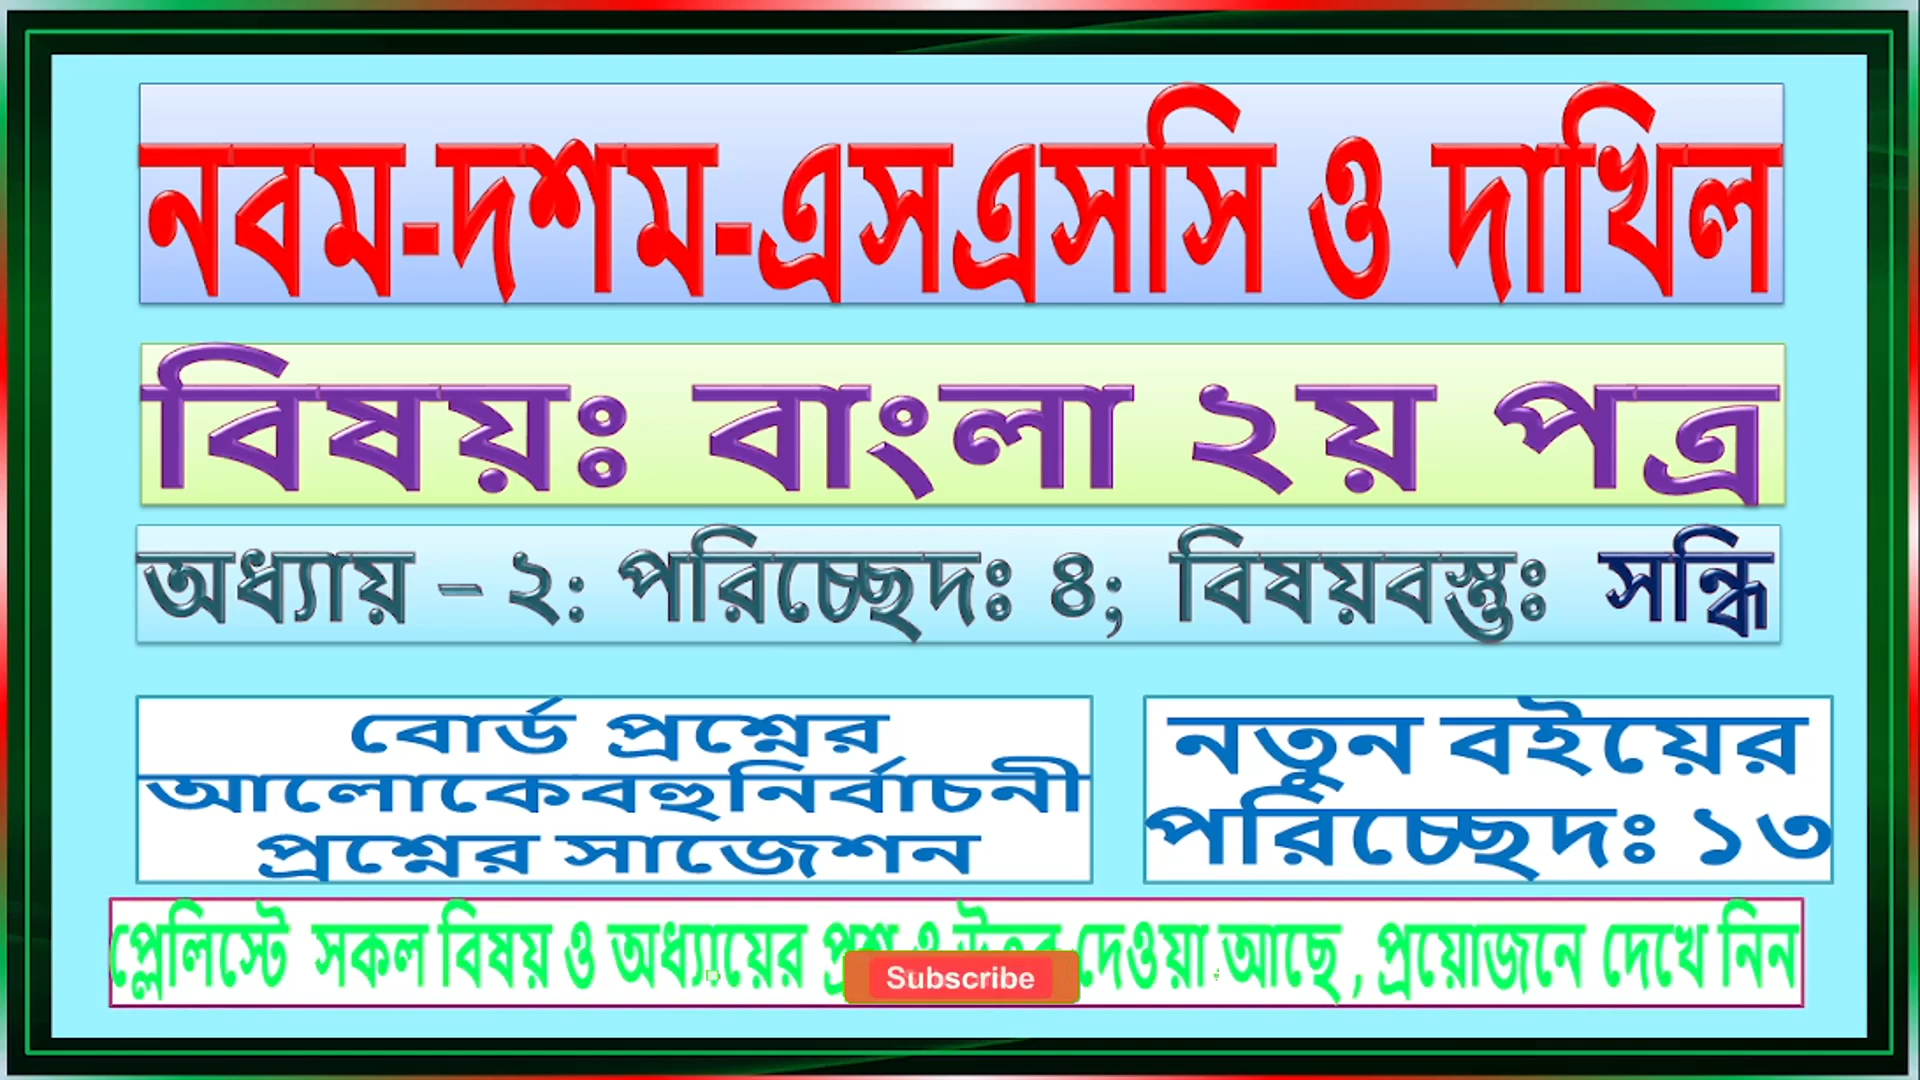 নবম-দশম-এসএসসি ও দাখিল
বিষয়ঃ বাংলা ২য় পত্র
অধ্যায় – ২: পরিচ্ছেদঃ ৪; বিষয়বস্তুঃ সন্ধি
বোর্ড প্রশ্নের
আলোকেবহুনির্বাচনী
প্রশ্নের সাজেশন
নতুন বইয়ের
পরিচ্ছেদঃ ১৩
প্লেলিস্টে সকল বিষয় ও অধ্যায়ের দেওয়া আছে , প্রয়োজনে দেখে নিন
Subscribe